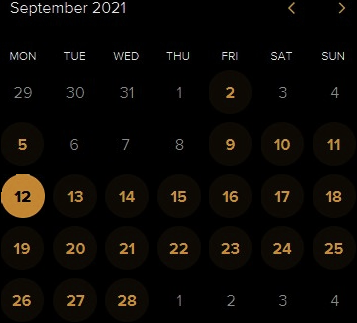 September 2021
MON TUE WED THU FRI SAT SUN
29 30 31 1 2 3 4
5 6 7 8 9 10 11
12 13 14 15 16 17 18
19 20 21 22 23 24 25
26 27 28 1 2 3 4